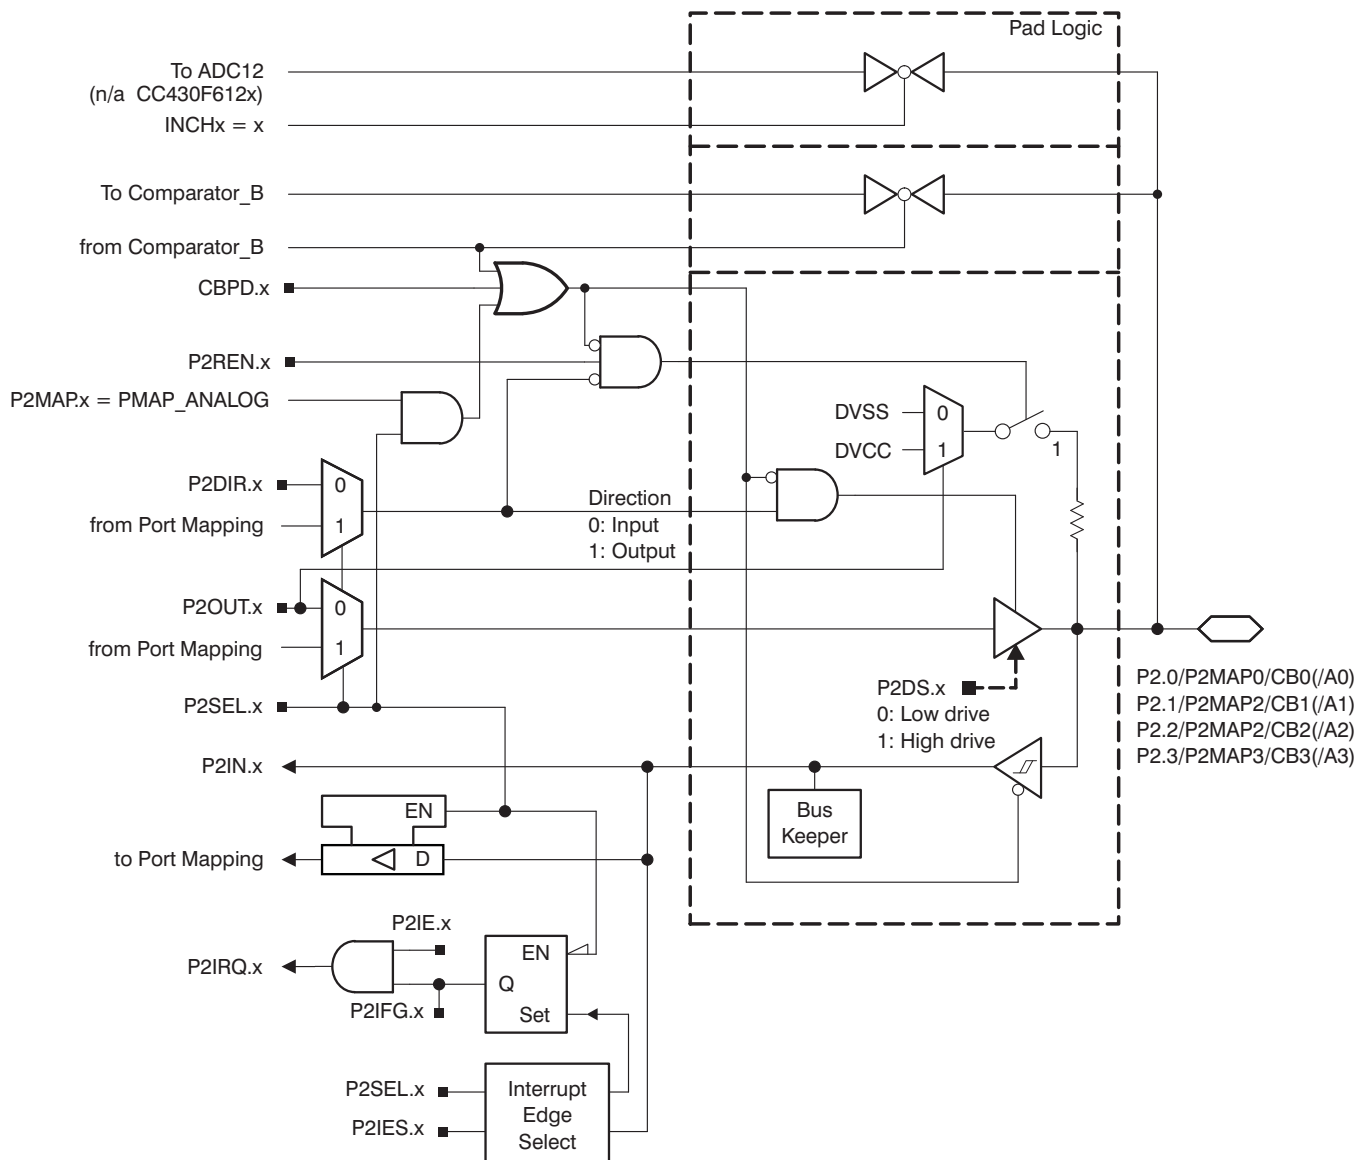 Pad Logic
To ADC12
(n/a CC430F612x)
INCHx = x
To Comparator_B
from Comparator_B
CBPD.x
P2REN.x
P2MAP.x = PMAP_ANALOG
DVSS
0
DVCC
1
1
P2DIR.x
0
from Port Mapping
1
Direction
0: Input
1: Output
P2OUT.x
0
from Port Mapping
1
P2SEL.x
P2DS.x
0: Low drive
1: High drive
P2.0/P2MAP0/CB0(/A0)
P2.1/P2MAP2/CB1(/A1)
P2.2/P2MAP2/CB2(/A2)
P2.3/P2MAP3/CB3(/A3)
P2IN.x
Bus
Keeper
EN
to Port Mapping
D
P2IE.x
P2IRQ.x
P2IFG.x
EN
Q
Set
P2SEL.x
P2IES.x
Interrupt
Edge
Select